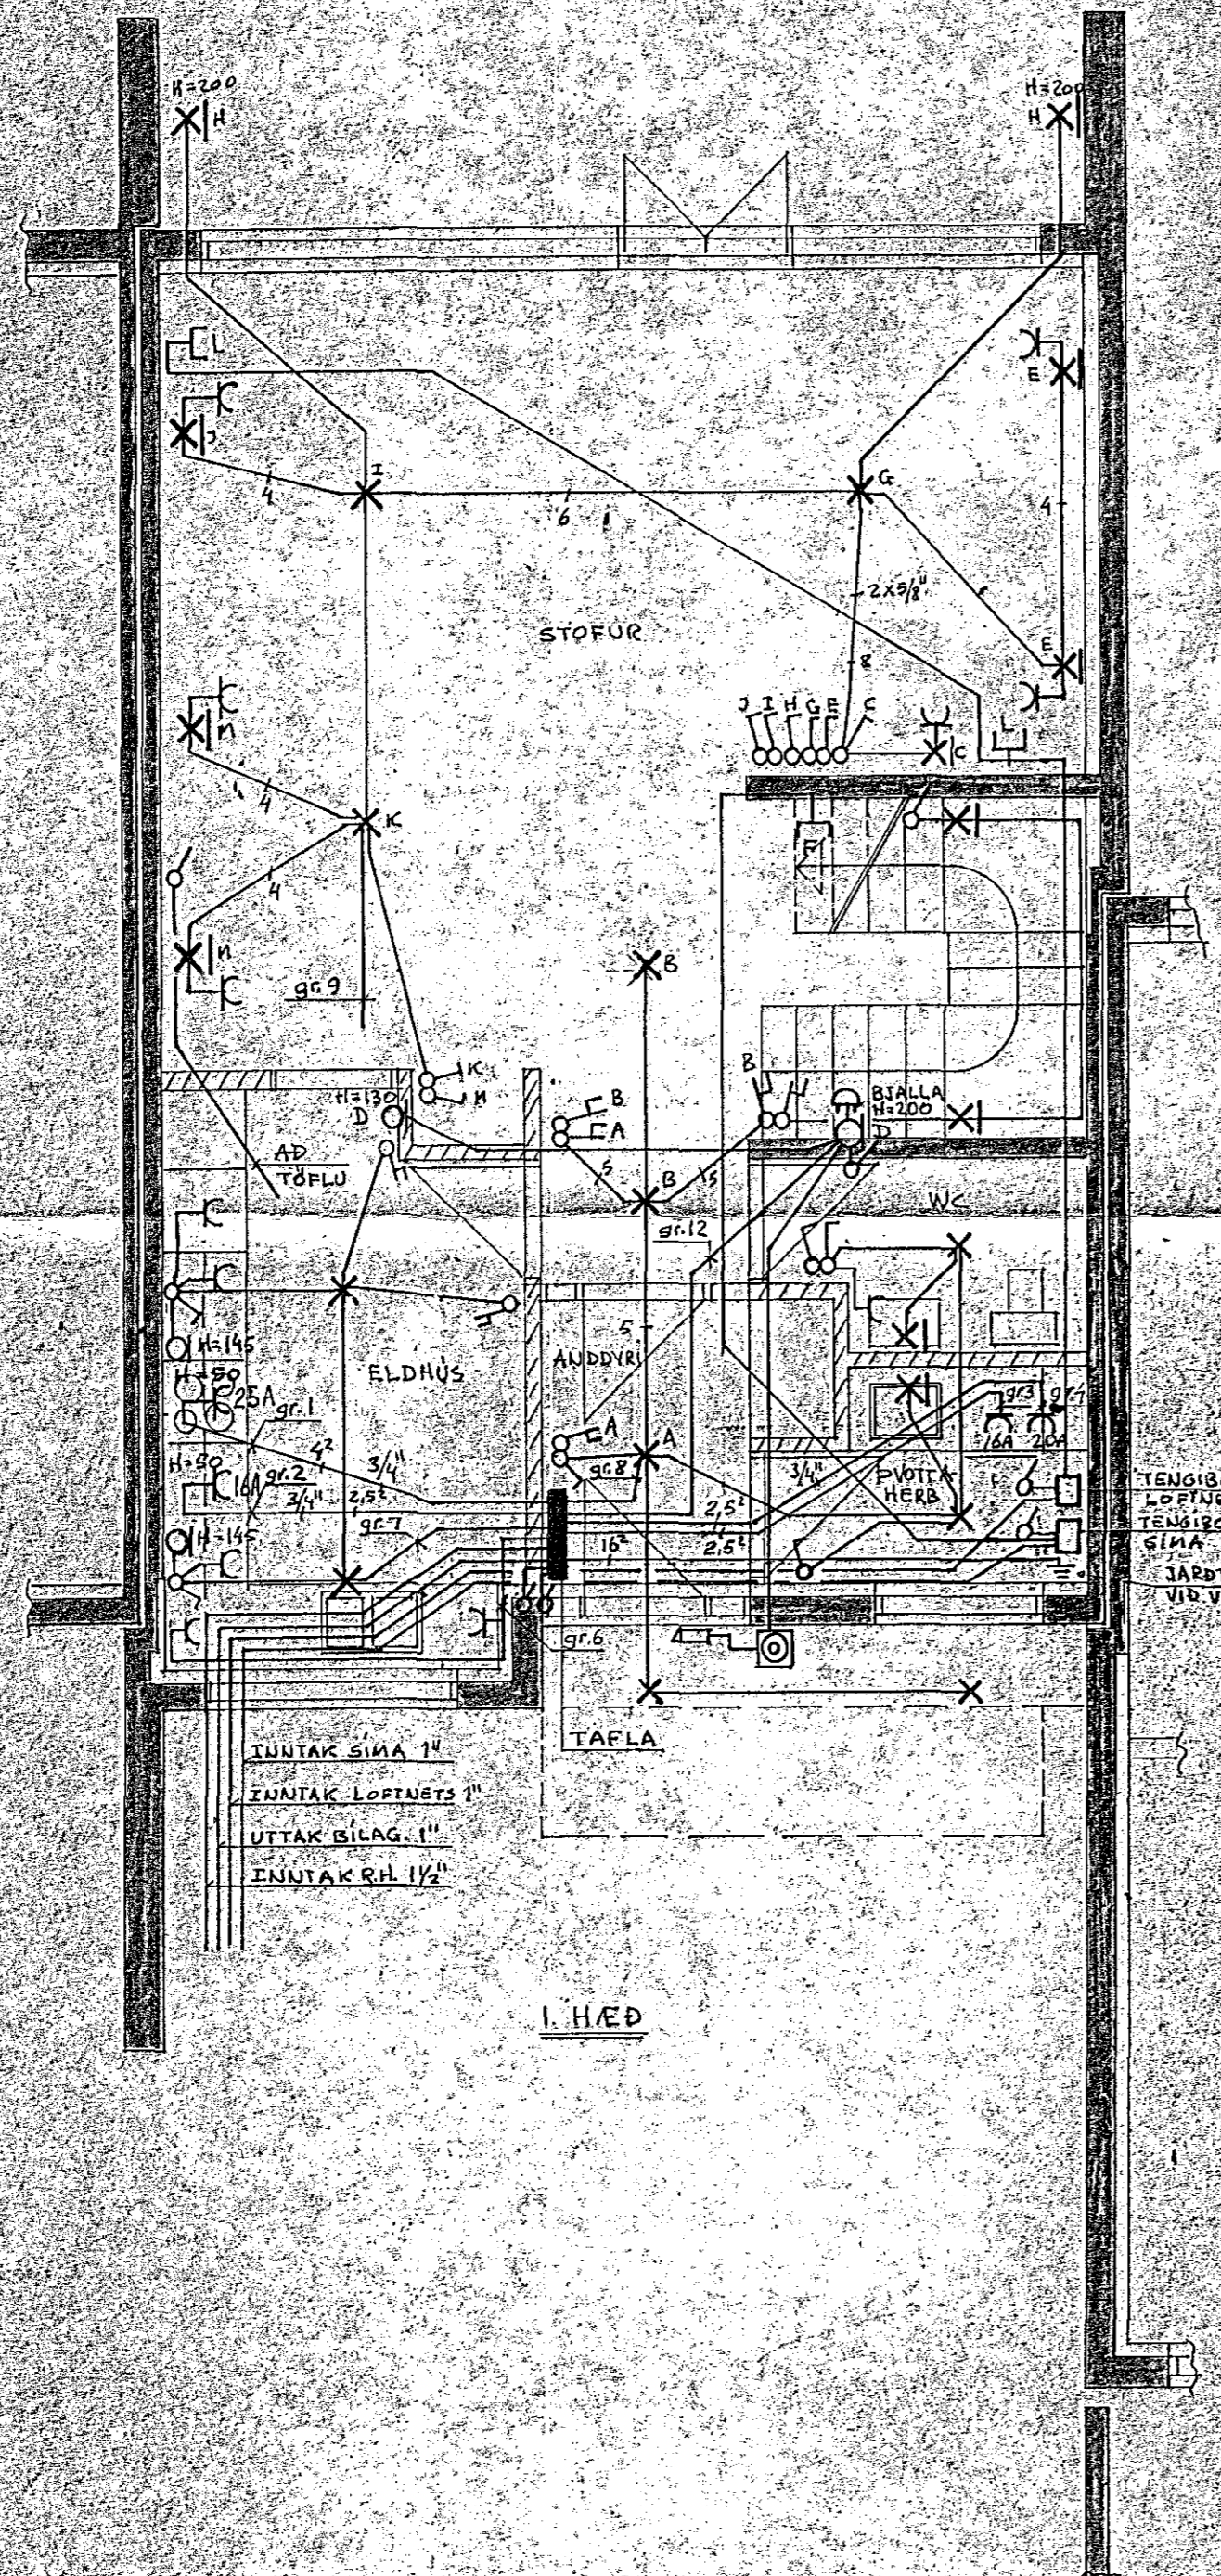 H=200
H
H=200
H
L
E
J
I
G
4
6
4
2x5/8"
STOFUR
8
E
J I H G E C
L
C
M
4
K
F
4
M
B
gr.9
K
M
H=130
D
B
A
B
BJALLA
H=200
D
AÐ
TÖFLU
5
B
5
WC
gr.12
5
H=145
H=50
25A
ELDHÚS
ANDDYRI
gr.1
gr.3
16A
20A
A
A
4²
3/4"
gr.8
H=50
16A
gr.2
3/4"
2,5²
3/4"
ÞVOTTA
HERB
gr.7
2,5²
2,5²
16²
H=145
SÍMA
gr.6
TAFLA
INNTAK SÍMA 1"
INNTAK LOFTNETS 1"
ÚTTAK BÍLAG. 1"
INNTAK R.H. 1½"
1. HÆÐ